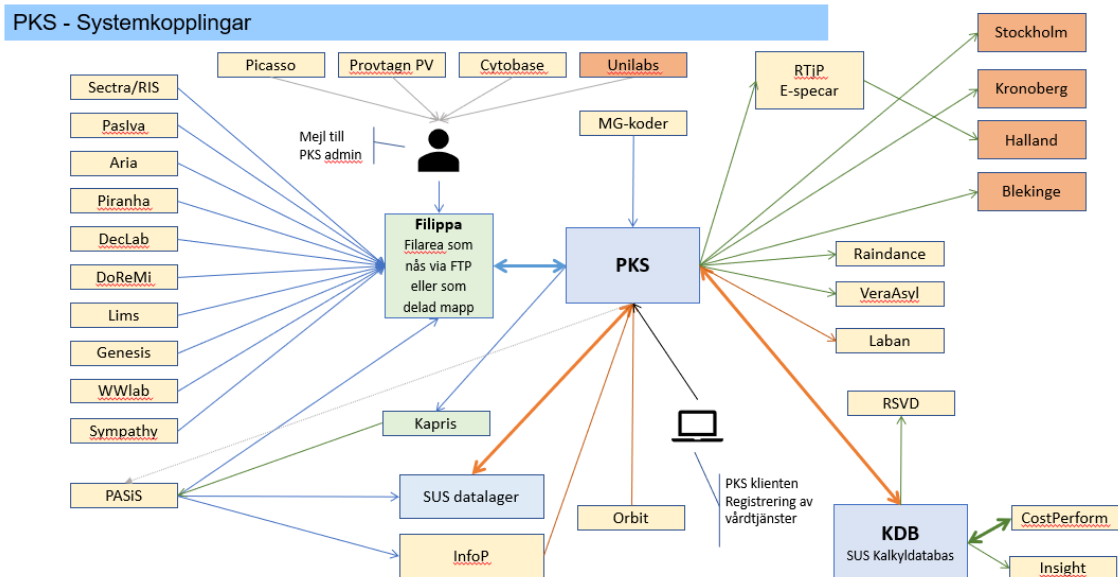 PKS - Systemkopplingar
Picasso
Provtagn PV
Cytobase
Unilabs
Stockholm
Sectra/RIS
RTjP
E-specar
Kronoberg
PasIva
Mejl till
PKS admin
MG-koder
Halland
Aria
Piranha
Blekinge
DecLab
Filippa
Filarea som
nås via FTP
eller som
delad mapp
PKS
Raindance
DoReMi
VeraAsyl
Lims
Laban
Genesis
WWlab
RSVD
Sympathy
Kapris
PASiS
SUS datalager
PKS klienten
Registrering av
vårdtjänster
Orbit
KDB
SUS Kalkyldatabas
CostPerform
InfoP
Insight